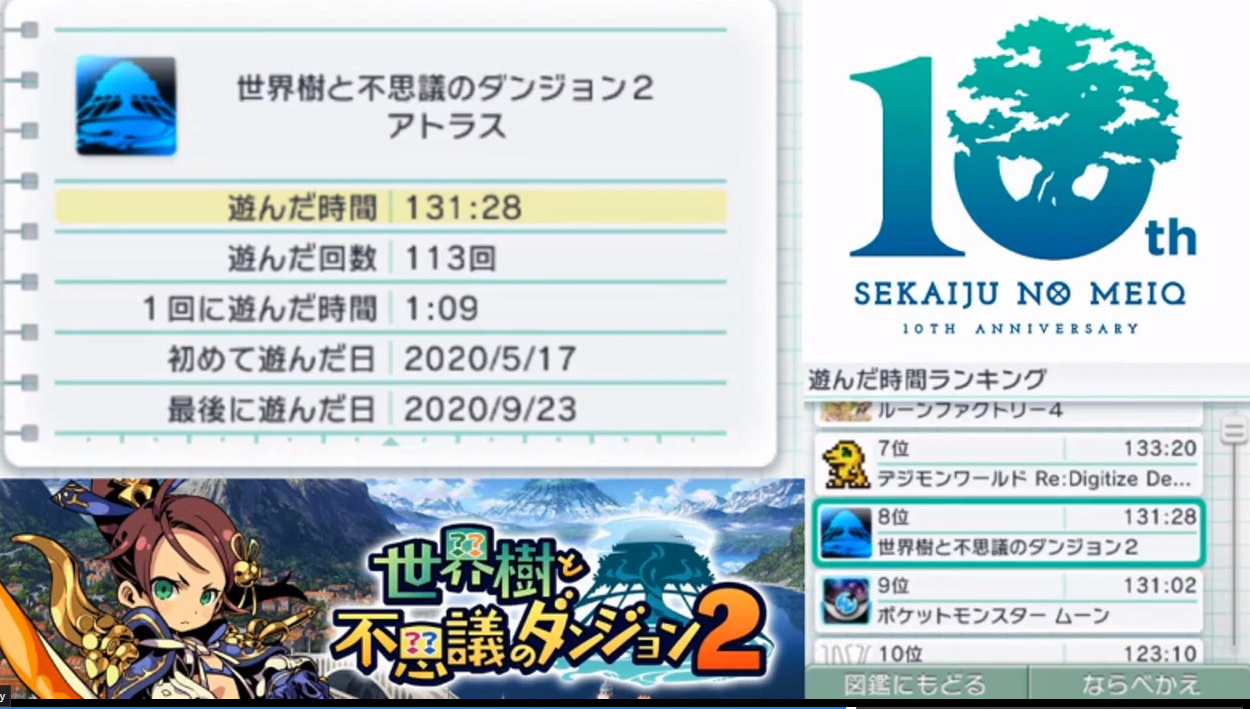 世界樹と不思議のダンジョン2
アトラス
遊んだ時間 131:28
遊んだ回数 113回
1回に遊んだ時間 1:09
初めて遊んだ日 2020/5/17
最後に遊んだ日 2020/9/23
10th
SEKAIJU NO MEIQ
10TH ANNIVERSARY
遊んだ時間ランキング
ルーンファクトリー4
7位 133:20
デジモンワールド Re:Digitize De...
8位 131:28
世界樹と不思議のダンジョン2
9位 131:02
ポケットモンスター ムーン
10位 123:10
図鑑にもどる ならべかえ
世界樹と
不思議のダンジョン2
??
??
y